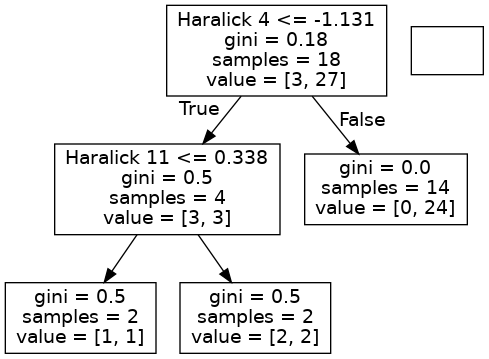 Haralick 4 <= -1.131
gini = 0.18
samples = 18
value = [3, 27]
True
False
Haralick 11 <= 0.338
gini = 0.5
samples = 4
value = [3, 3]
gini = 0.0
samples = 14
value = [0, 24]
gini = 0.5
samples = 2
value = [1, 1]
gini = 0.5
samples = 2
value = [2, 2]